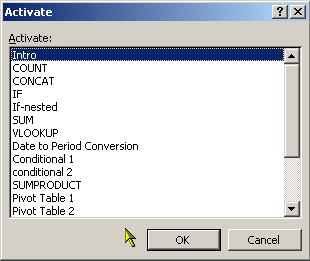 Activate
Activate:
Intro
COUNT
CONCAT
IF
If-nested
SUM
VLOOKUP
Date to Period Conversion
Conditional 1
conditional 2
SUMPRODUCT
Pivot Table 1
Pivot Table 2
OK Cancel